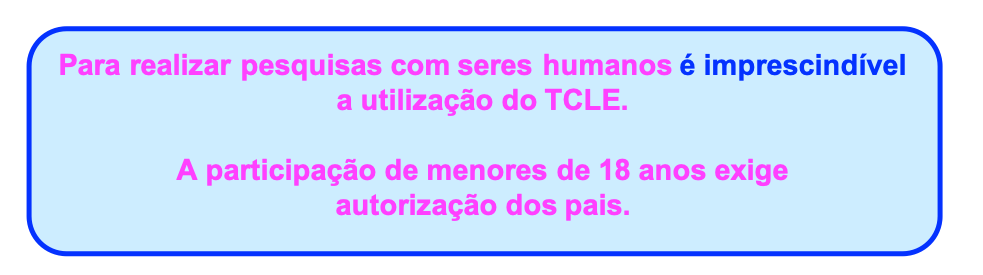 Para realizar pesquisas com seres humanos é imprescindível
a utilização do TCLE.
A participação de menores de 18 anos exige
autorização dos pais.